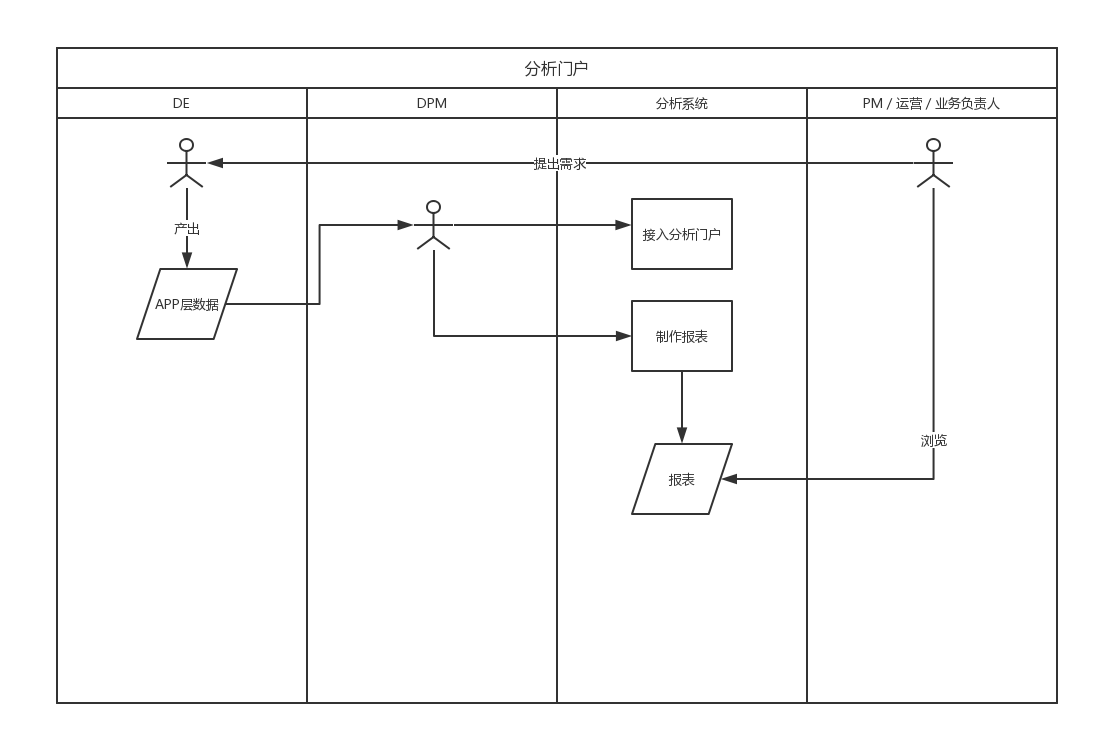 分析门户
DE
DPM
分析系统
PM / 运营 / 业务负责人
提出需求
产出
接入分析门户
APP层数据
制作报表
浏览
报表